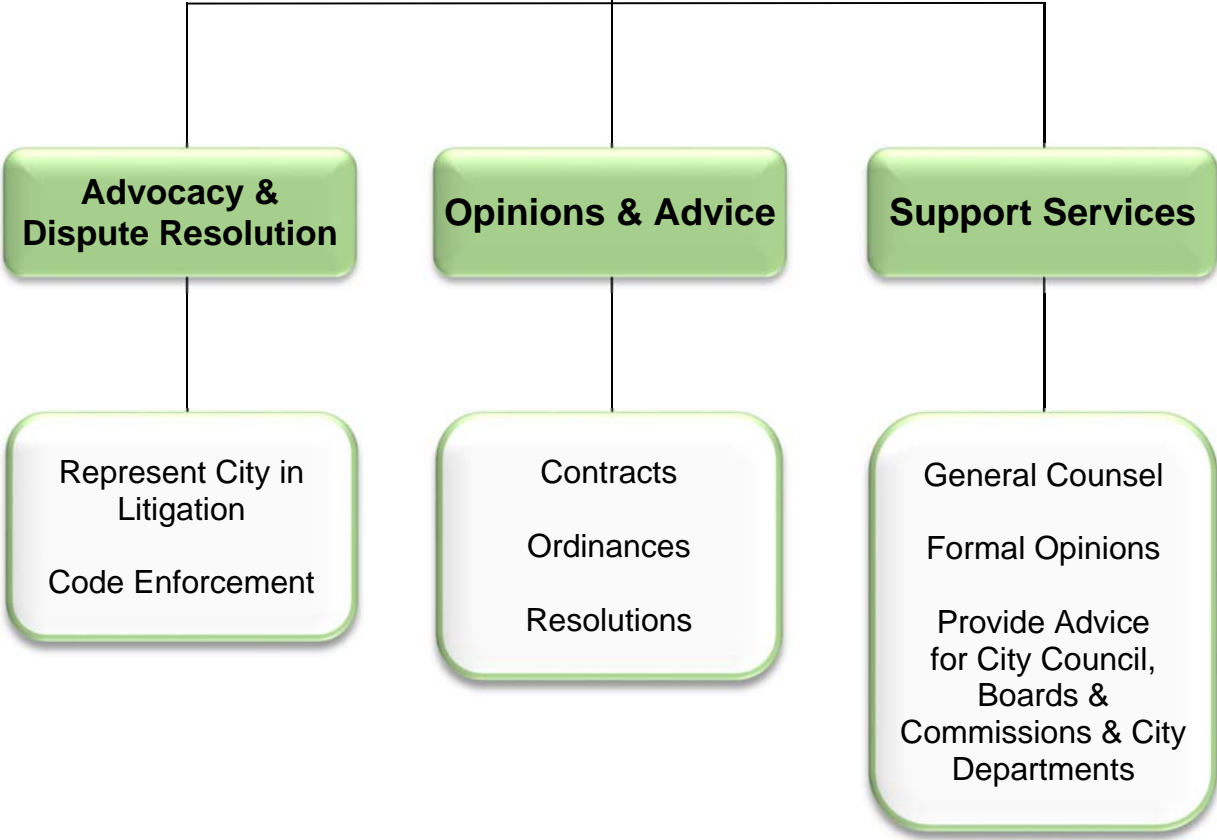 Advocacy &
Dispute Resolution
Opinions & Advice
Support Services
Represent City in
Litigation
Code Enforcement
Contracts
Ordinances
Resolutions
General Counsel
Formal Opinions
Provide Advice
for City Council,
Boards &
Commissions & City
Departments